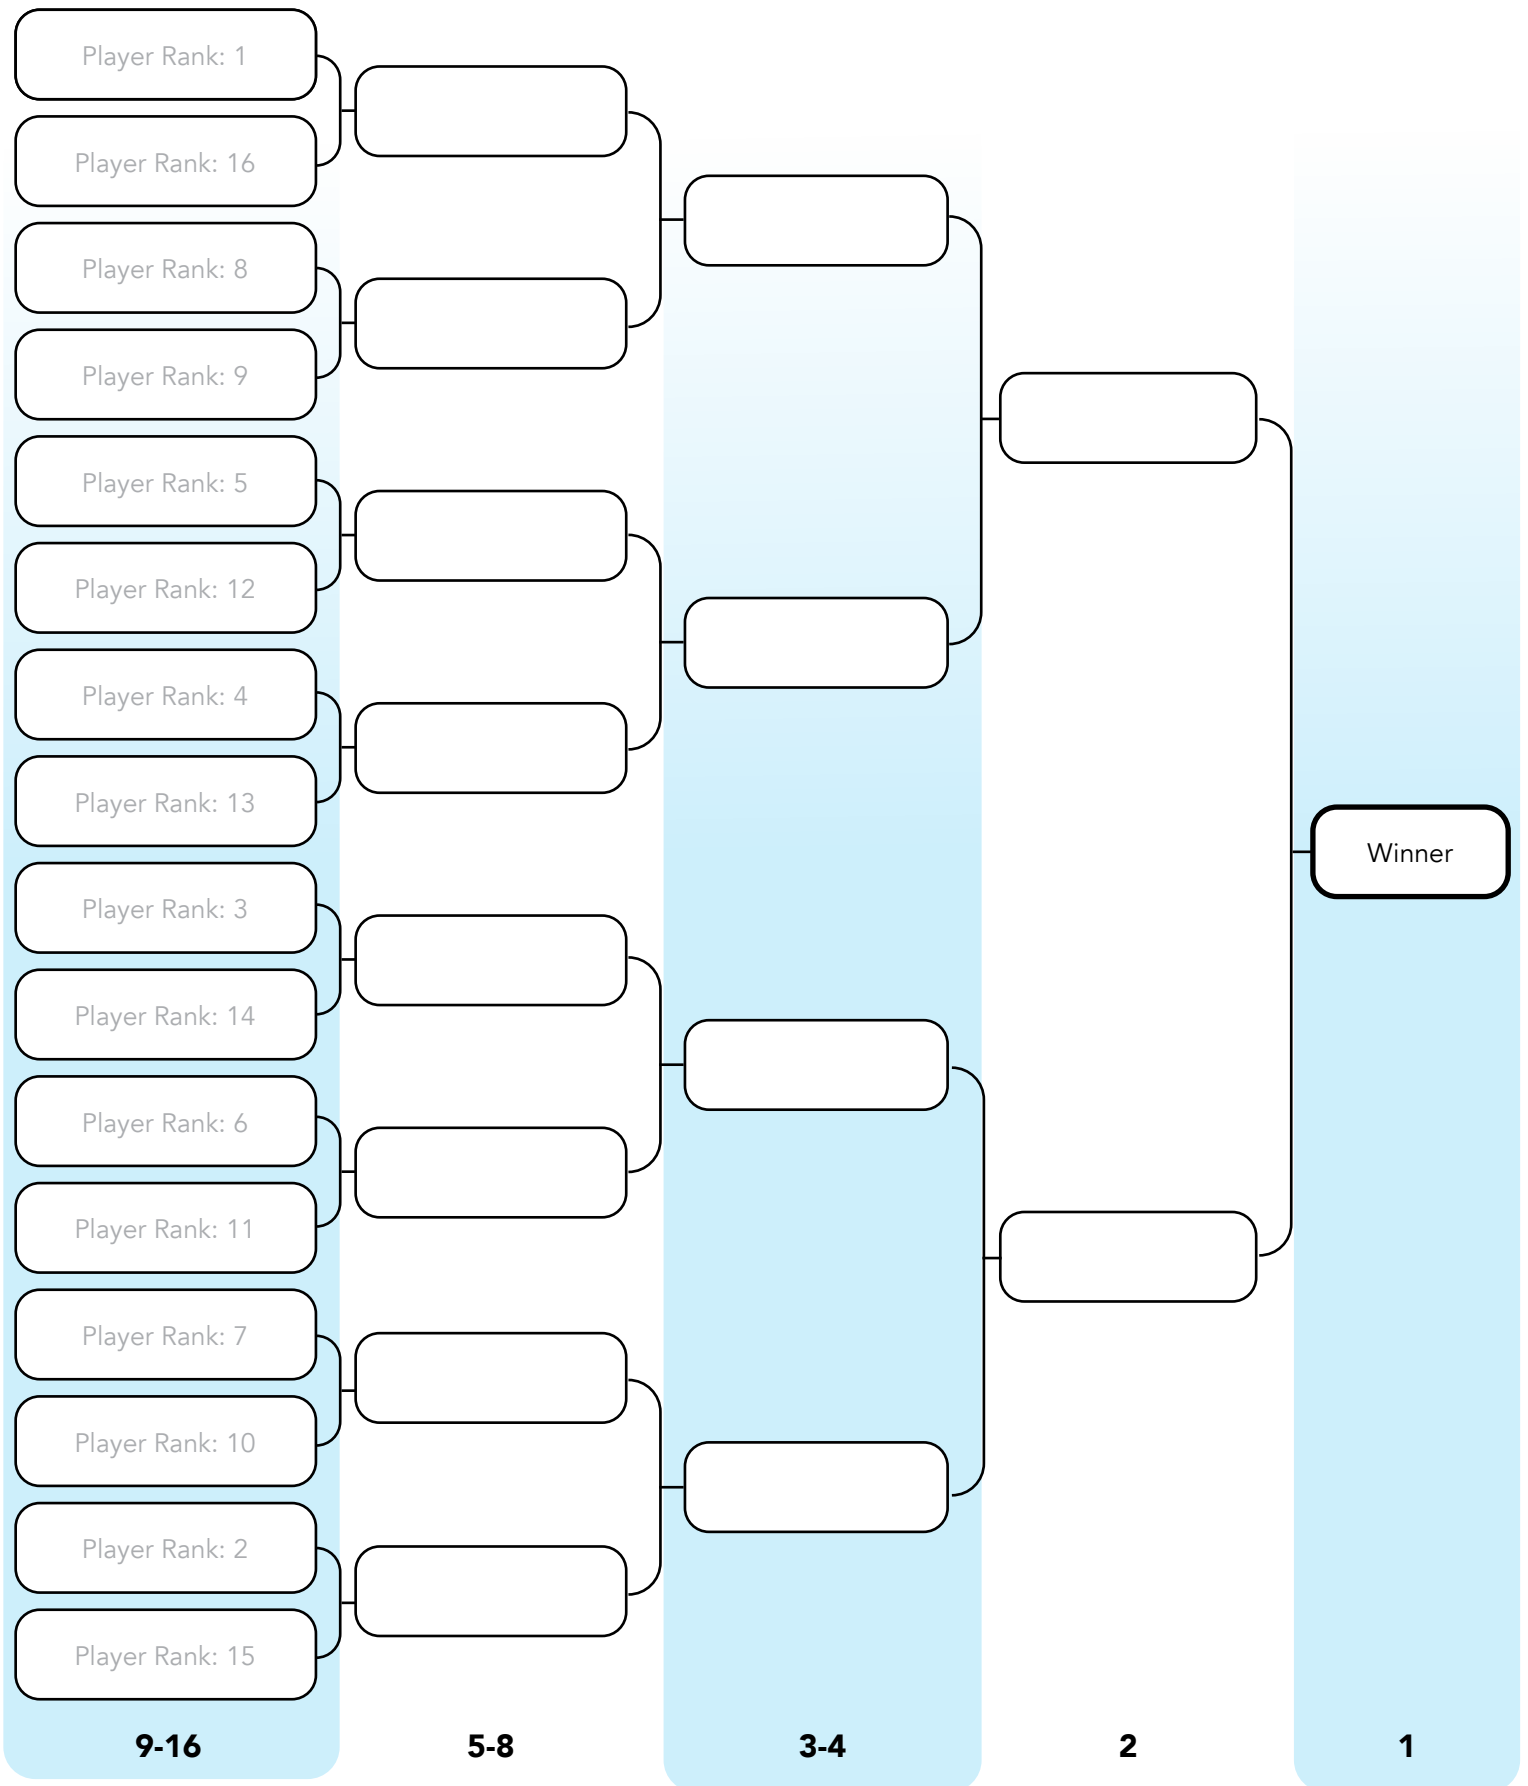 Player Rank: 1
Player Rank: 16
Player Rank: 8
Player Rank: 9
Player Rank: 5
Player Rank: 12
Player Rank: 4
Player Rank: 13
Player Rank: 3
Player Rank: 14
Player Rank: 6
Player Rank: 11
Player Rank: 7
Player Rank: 10
Player Rank: 2
Player Rank: 15
Winner
9-16 5-8 3-4 2 1